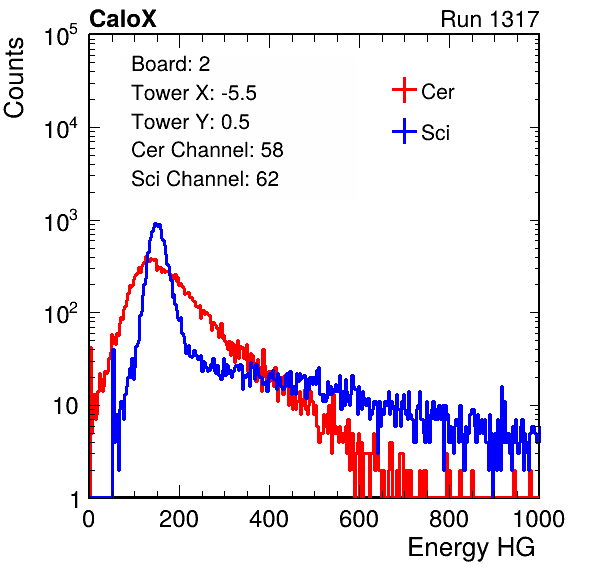 CaloX Run 1317
Counts
10^5
10^4
10^3
10^2
10
1
Board: 2
Tower X: -5.5
Tower Y: 0.5
Cer Channel: 58
Sci Channel: 62
Cer
Sci
0 200 400 600 800 1000
Energy HG